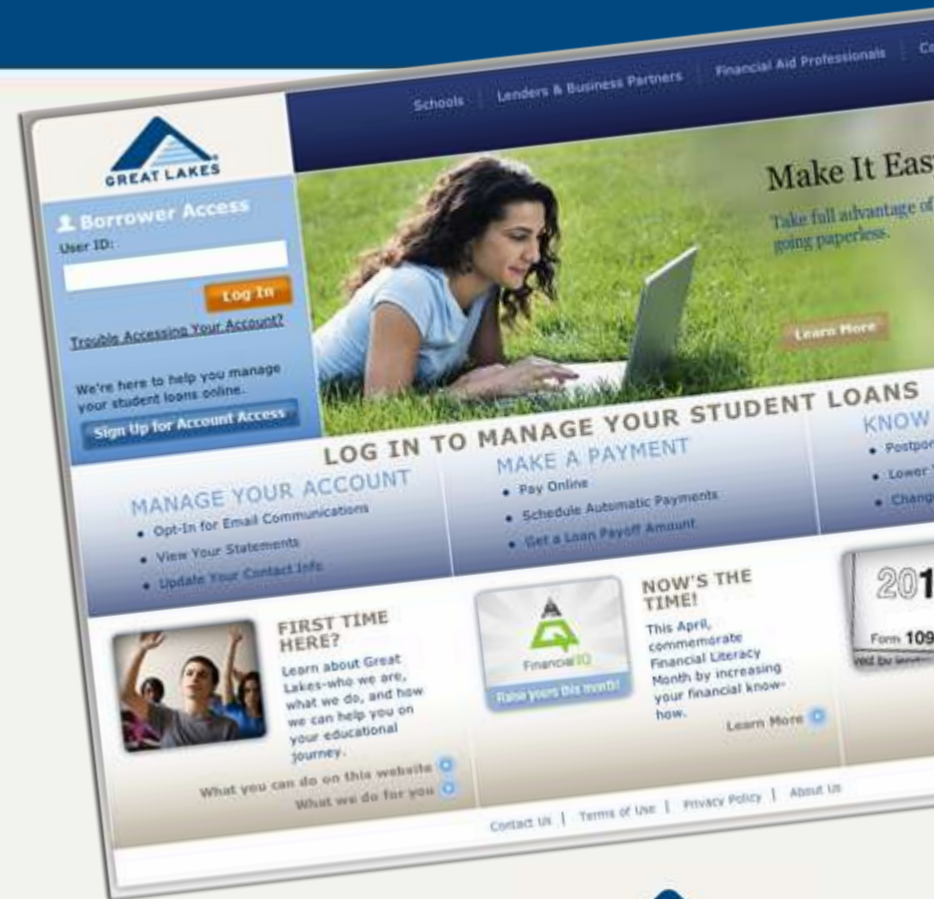 Schools
Lenders & Business Partners
Financial Aid Professionals
GREAT LAKES
Borrower Access
User ID:
Log In
Trouble Accessing Your Account?
We're here to help you manage
your student loans online.
Sign Up for Account Access
Make It
Take full advantage of
going paperless.
Learn More
LOG IN TO MANAGE YOUR STUDENT LOANS
MANAGE YOUR ACCOUNT
• Opt-In for Email Communications
• View Your Statements
• Update Your Contact Info
MAKE A PAYMENT
• Pay Online
• Schedule Automatic Payments
• Get a Loan Payoff Amount
KNOW
• Lower
FIRST TIME
HERE?
Learn about Great
Lakes-who we are,
what we do, and how
we can help you on
your educational
journey.
What you can do on this website
What we do for you
Financial IQ
Raise yours this month!
NOW'S THE
TIME!
This April,
commemorate
Financial Literacy
Month by increasing
your financial know-
how.
Learn More
201
Form 109
Contact Us | Terms of Use | Privacy Policy | About Us